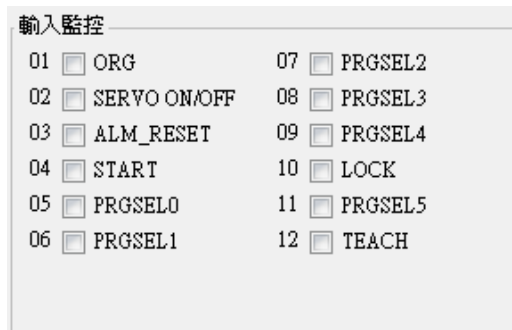 輸入監控
01 ORG
02 SERVO ON/OFF
03 ALM_RESET
04 START
05 PRGSEL0
06 PRGSEL1
07 PRGSEL2
08 PRGSEL3
09 PRGSEL4
10 LOCK
11 PRGSEL5
12 TEACH